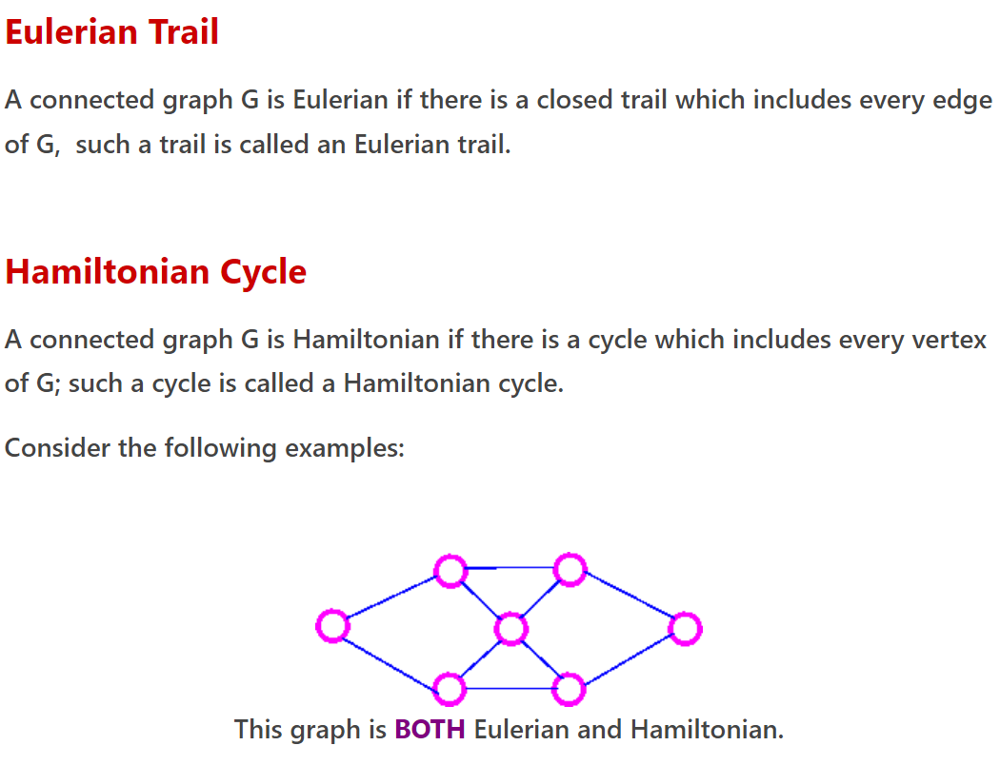 Eulerian Trail
A connected graph G is Eulerian if there is a closed trail which includes every edge
of G,  such a trail is called an Eulerian trail.
Hamiltonian Cycle
A connected graph G is Hamiltonian if there is a cycle which includes every vertex
of G; such a cycle is called a Hamiltonian cycle.
Consider the following examples:
This graph is BOTH Eulerian and Hamiltonian.